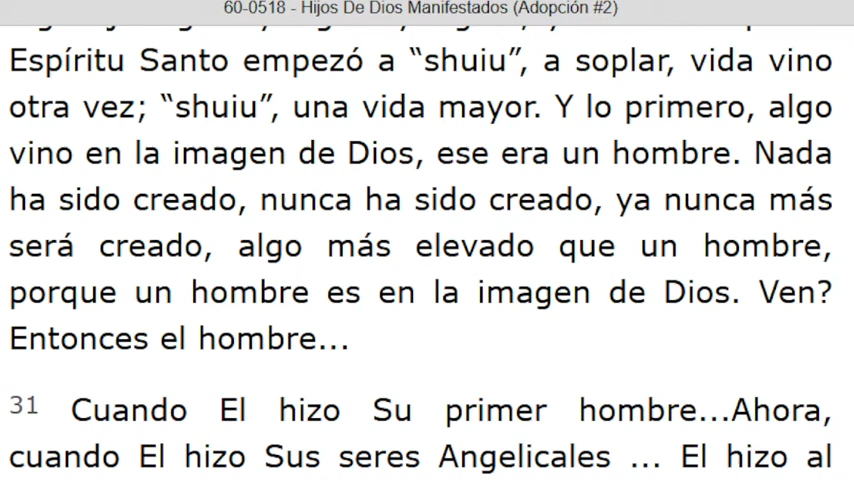 60-0518 - Hijos De Dios Manifestados (Adopción #2)
Espíritu Santo empezó a “shuiu”, a soplar, vida vino
otra vez; “shuiu”, una vida mayor. Y lo primero, algo
vino en la imagen de Dios, ese era un hombre. Nada
ha sido creado, nunca ha sido creado, ya nunca más
será creado, algo más elevado que un hombre,
porque un hombre es en la imagen de Dios. Ven?
Entonces el hombre...
31 Cuando El hizo Su primer hombre...Ahora,
cuando El hizo Sus seres Angelicales ... El hizo al